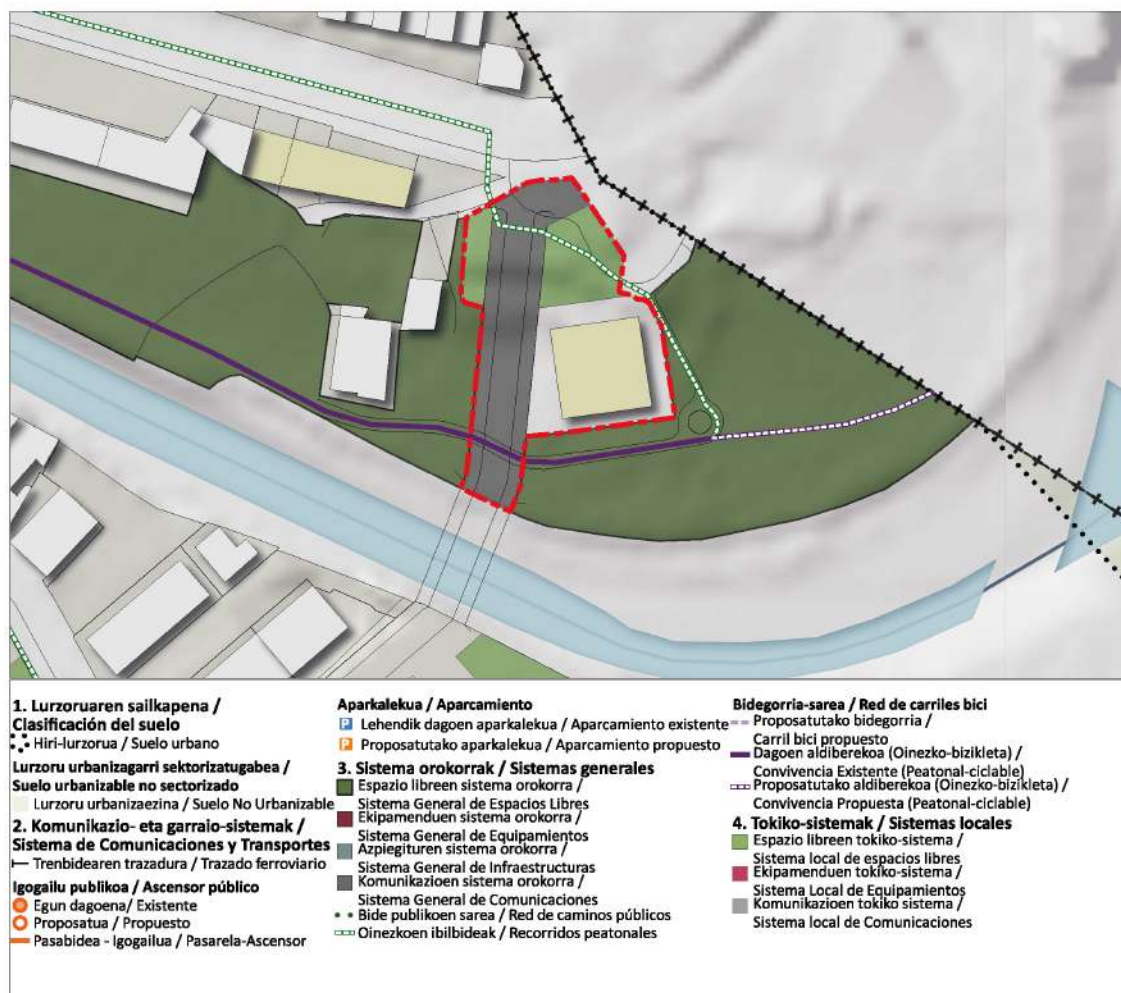 1. Lurzoruaren sailkapena /
Clasificación del suelo
Hiri-lurzorua / Suelo urbano
Lurzoru urbanizagarri sektorizatugabea /
Suelo urbanizable no sectorizado
Lurzoru urbanizaezina / Suelo No Urbanizable
2. Komunikazio- eta garraio-sistemak /
Sistema de Comunicaciones y Transportes
Trenbidearen trazadura / Trazado ferroviario
Igogailu publikoa / Ascensor público
Egun dagoena/ Existente
Proposatua / Propuesto
Pasabidea - Igogailua / Pasarela-Ascensor
Aparkalekua / Aparcamiento
P Lehendik dagoen aparkalekua / Aparcamiento existente
P Proposatutako aparkalekua / Aparcamiento propuesto
3. Sistema orokorrak / Sistemas generales
Espazio libreen sistema orokorra /
Sistema General de Espacios Libres
Ekipamenduen sistema orokorra /
Sistema General de Equipamientos
Azpiegituren sistema orokorra /
Sistema General de Infraestructuras
Komunikazioen sistema orokorra /
Sistema General de Comunicaciones
Bide publikoen sarea / Red de caminos públicos
Oinezkoen ibilbideak / Recorridos peatonales
Bidegorria-sarea / Red de carriles bici
Proposatutako bidegorria /
Carril bici propuesto
Dagoen aldiberekoa (Oinezko-bizikleta) /
Convivencia Existente (Peatonal-ciclable)
Proposatutako aldiberekoa (Oinezko-bizikleta) /
Convivencia Propuesta (Peatonal-ciclable)
4. Tokiko-sistemak / Sistemas locales
Espazio libreen tokiko-sistema /
Sistema local de espacios libres
Ekipamenduen tokiko-sistema /
Sistema Local de Equipamientos
Komunikazioen tokiko sistema /
Sistema local de Comunicaciones